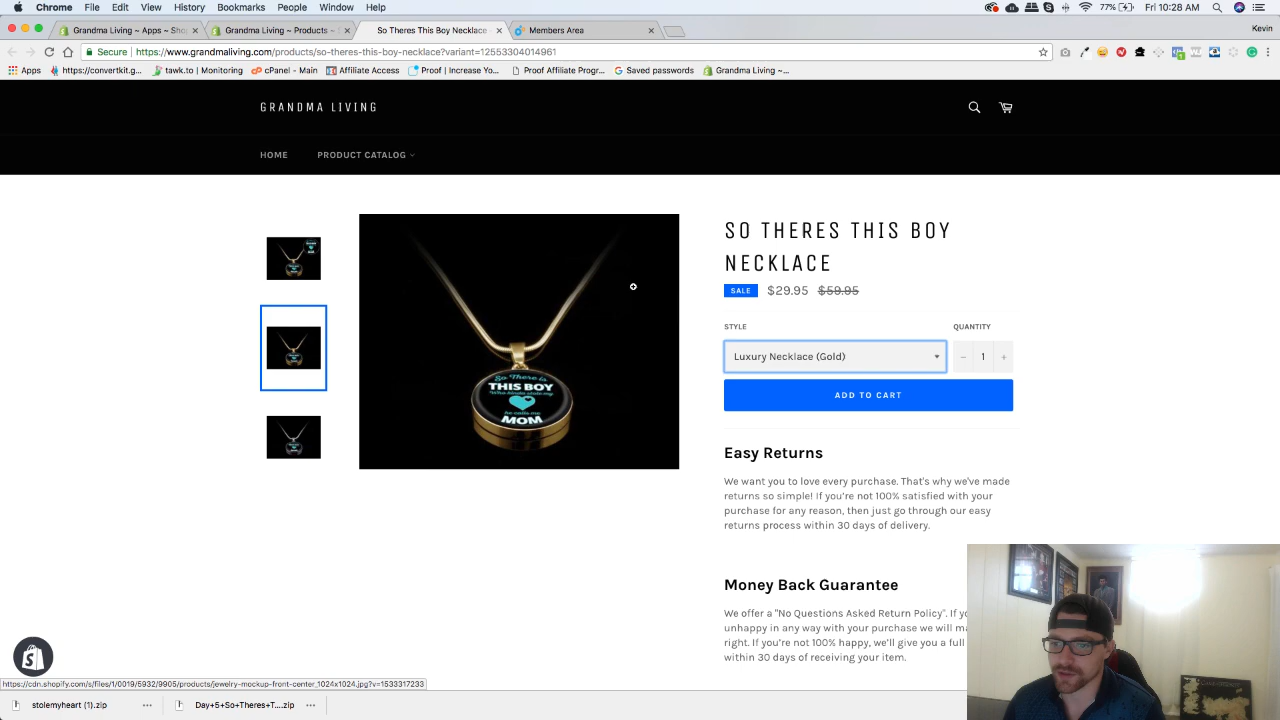 Chrome File Edit View History Bookmarks People Window Help 77% Fri 10:28 AM
Grandma Living ~ Apps ~ Shop Grandma Living ~ Products ~ So Theres This Boy Necklace Members Area Kevin
Secure https://www.grandmaliving.com/products/so-theres-this-boy-necklace?variant=12553304014961
Apps https://convertkit.g... tawk.to | Monitoring cPanel - Main Affiliate Access Proof | Increase Yo... Proof Affiliate Progr... Saved passwords Grandma Living ~...
GRANDMA LIVING
HOME PRODUCT CATALOG
So There is
THIS BOY
Who kinda stole my
he calls me
MOM
SO THERES THIS BOY
NECKLACE
SALE $29.95 $59.95
STYLE QUANTITY
Luxury Necklace (Gold) − 1 +
ADD TO CART
Easy Returns
We want you to love every purchase. That's why we've made
returns so simple! If you're not 100% satisfied with your
purchase for any reason, then just go through our easy
returns process within 30 days of delivery.
Money Back Guarantee
We offer a "No Questions Asked Return Policy". If yo
unhappy in any way with your purchase we will ma
right. If you're not 100% happy, we'll give you a full
within 30 days of receiving your item.
https://cdn.shopify.com/s/files/1/0019/5932/9905/products/jewelry-mockup-front-center_1024x1024.jpg?v=1533317233
stolemyheart (1).zip Day+5+So+Theres+T....zip